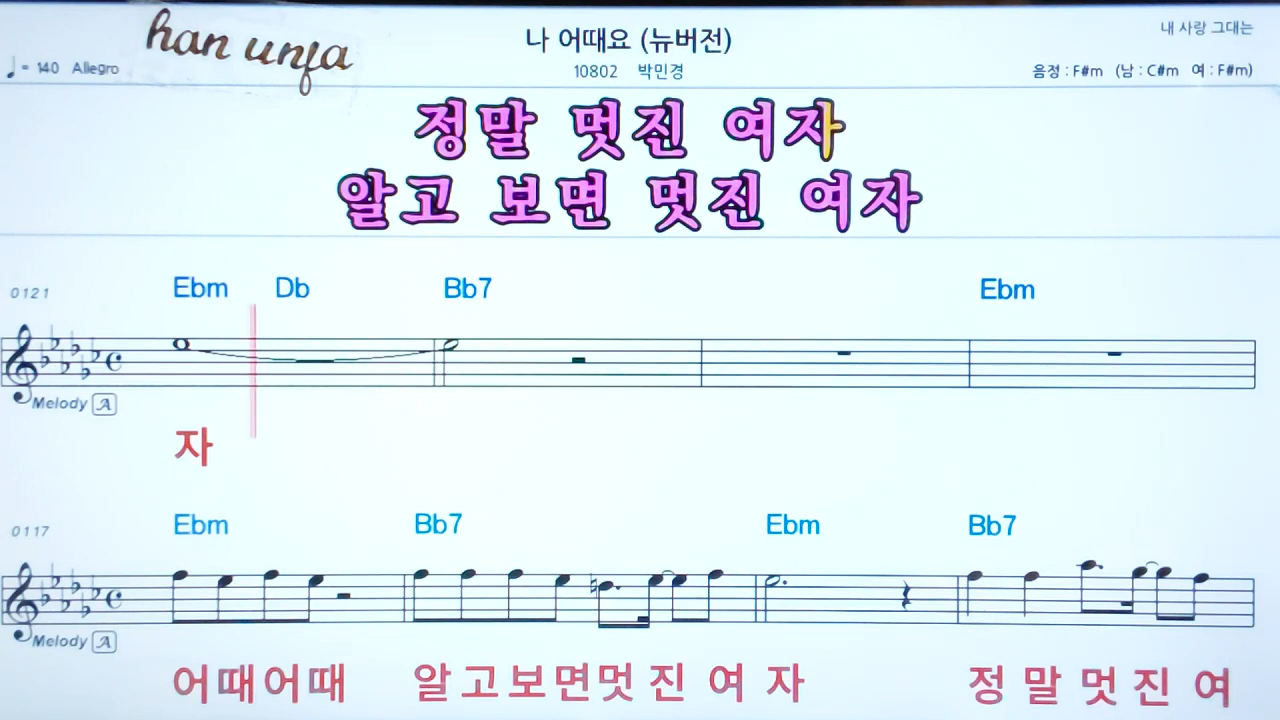 han unfa
나 어때요 (뉴버전)
내 사랑 그대는
♩= 140 Allegro
10802 박민경
음정 : F#m (남 : C#m 여 : F#m)
정말 멋진 여자
알고 보면 멋진 여자
0121 Ebm Db Bb7 Ebm
Melody A
자
0117 Ebm Bb7 Ebm Bb7
Melody A
어때어때 알고보면멋진 여 자 정말멋진 여